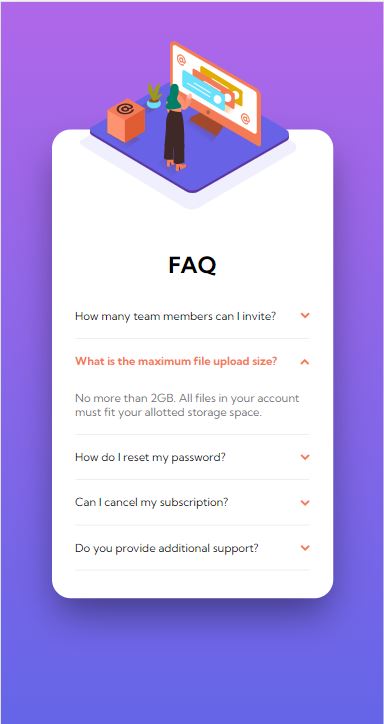 FAQ
How many team members can I invite?
What is the maximum file upload size?
No more than 2GB. All files in your account
must fit your allotted storage space.
How do I reset my password?
Can I cancel my subscription?
Do you provide additional support?